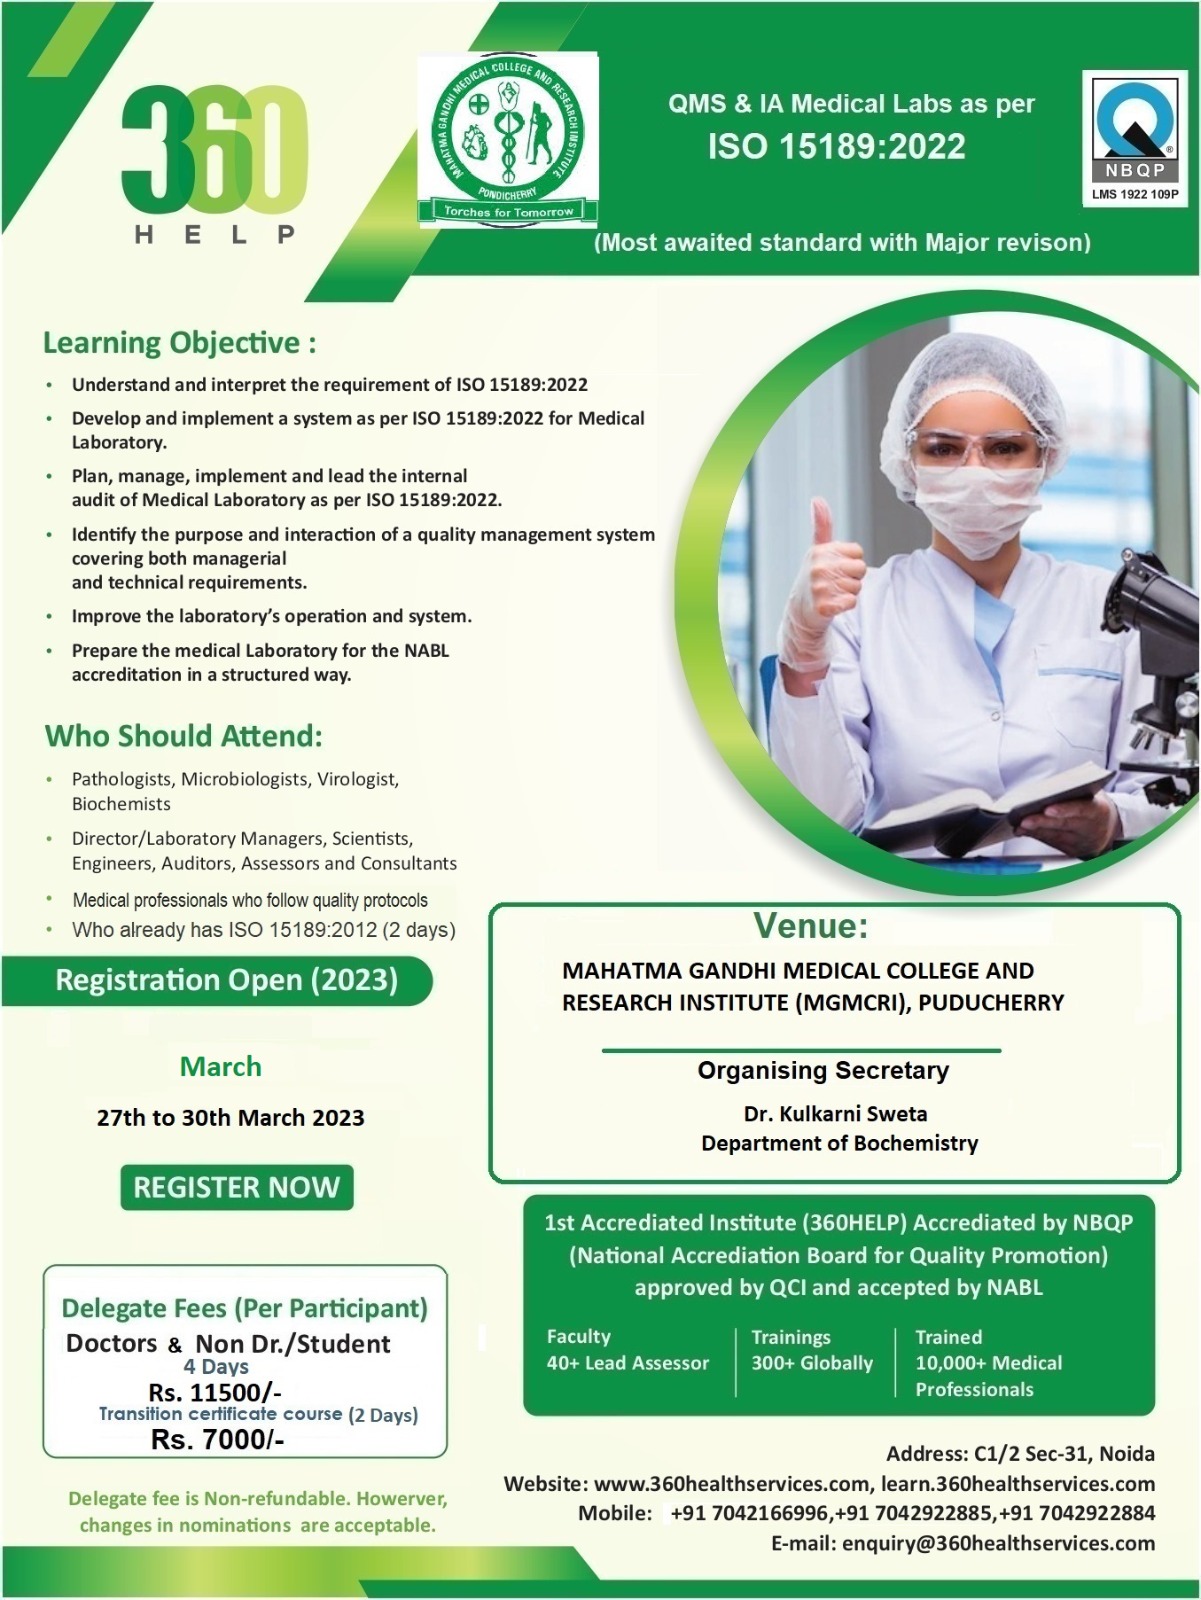 360
HELP
MAHATMA GANDHI MEDICAL COLLEGE AND RESEARCH INSTITUTE
PONDICHERRY
Torches for Tomorrow
QMS & IA Medical Labs as per
ISO 15189:2022
(Most awaited standard with Major revison)
NBQP
®
LMS 1922 109P
Learning Objective :
• Understand and interpret the requirement of ISO 15189:2022
• Develop and implement a system as per ISO 15189:2022 for Medical
Laboratory.
• Plan, manage, implement and lead the internal
audit of Medical Laboratory as per ISO 15189:2022.
• Identify the purpose and interaction of a quality management system
covering both managerial
and technical requirements.
• Improve the laboratory's operation and system.
• Prepare the medical Laboratory for the NABL
accreditation in a structured way.
Who Should Attend:
• Pathologists, Microbiologists, Virologist,
Biochemists
• Director/Laboratory Managers, Scientists,
Engineers, Auditors, Assessors and Consultants
• Medical professionals who follow quality protocols
• Who already has ISO 15189:2012 (2 days)
Registration Open (2023)
March
27th to 30th March 2023
REGISTER NOW
Delegate Fees (Per Participant)
Doctors & Non Dr./Student
4 Days
Rs. 11500/-
Transition certificate course (2 Days)
Rs. 7000/-
Delegate fee is Non-refundable. Howerver,
changes in nominations are acceptable.
Venue:
MAHATMA GANDHI MEDICAL COLLEGE AND
RESEARCH INSTITUTE (MGMCRI), PUDUCHERRY
Organising Secretary
Dr. Kulkarni Sweta
Department of Bochemistry
1st Accrediated Institute (360HELP) Accrediated by NBQP
(National Accrediation Board for Quality Promotion)
approved by QCI and accepted by NABL
Faculty
40+ Lead Assessor
Trainings
300+ Globally
Trained
10,000+ Medical
Professionals
Address: C1/2 Sec-31, Noida
Website: www.360healthservices.com, learn.360healthservices.com
Mobile: +91 7042166996,+91 7042922885,+91 7042922884
E-mail: enquiry@360healthservices.com